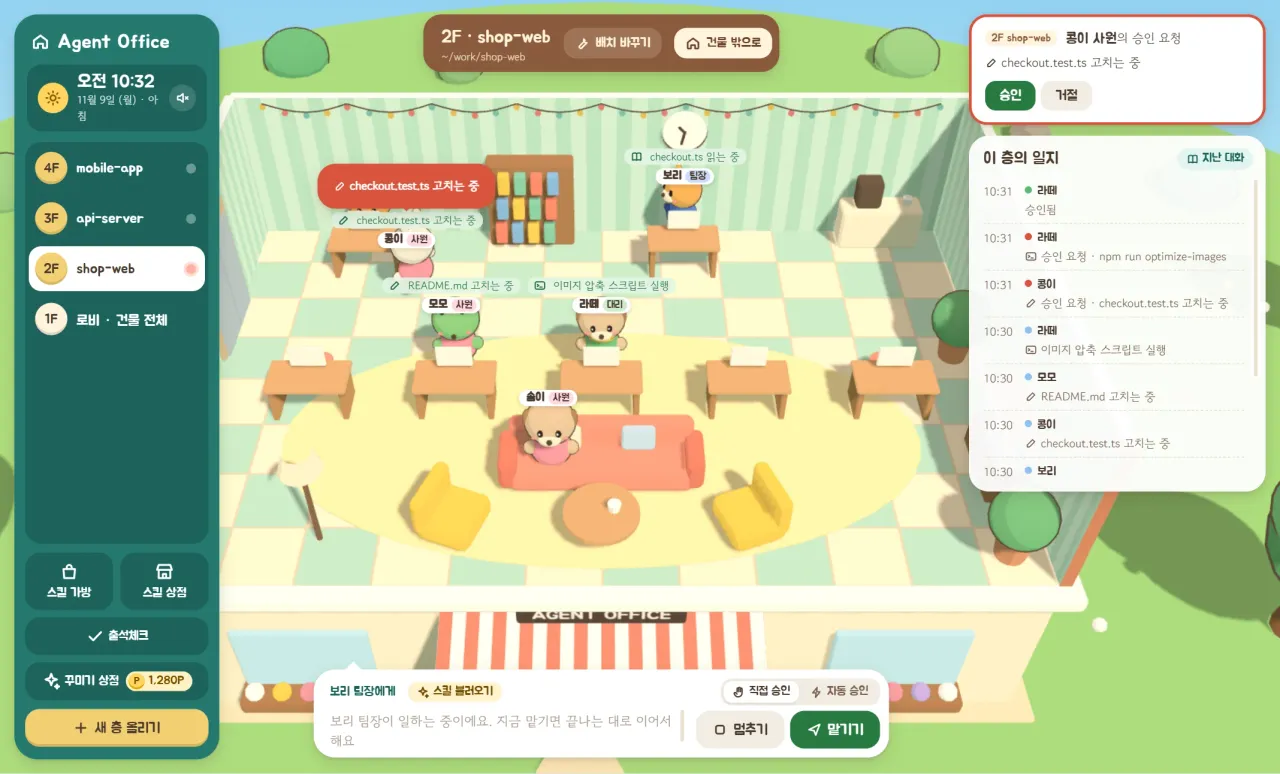 Agent Office
오전 10:32
11월 9일 (월) · 아
침
4F mobile-app
3F api-server
2F shop-web
1F 로비 · 건물 전체
스킬 가방
스킬 상점
출석체크
꾸미기 상점 P 1,280P
+ 새 층 올리기
2F · shop-web
~/work/shop-web
배치 바꾸기
건물 밖으로
checkout.ts 읽는 중
보리 팀장
checkout.test.ts 고치는 중
checkout.test.ts 고치는 중
콩이 사원
README.md 고치는 중
모모 사원
이미지 압축 스크립트 실행
라떼 대리
솔이 사원
AGENT OFFICE
보리 팀장에게
스킬 불러오기
직접 승인
자동 승인
보리 팀장이 일하는 중이에요. 지금 맡기면 끝나는 대로 이어서
해요
멈추기
맡기기
2F shop-web 콩이 사원의 승인 요청
checkout.test.ts 고치는 중
승인
거절
이 층의 일지
지난 대화
10:31 라떼
승인됨
10:31 라떼
승인 요청 · npm run optimize-images
10:31 콩이
승인 요청 · checkout.test.ts 고치는 중
10:30 라떼
이미지 압축 스크립트 실행
10:30 모모
README.md 고치는 중
10:30 콩이
checkout.test.ts 고치는 중
10:30 보리